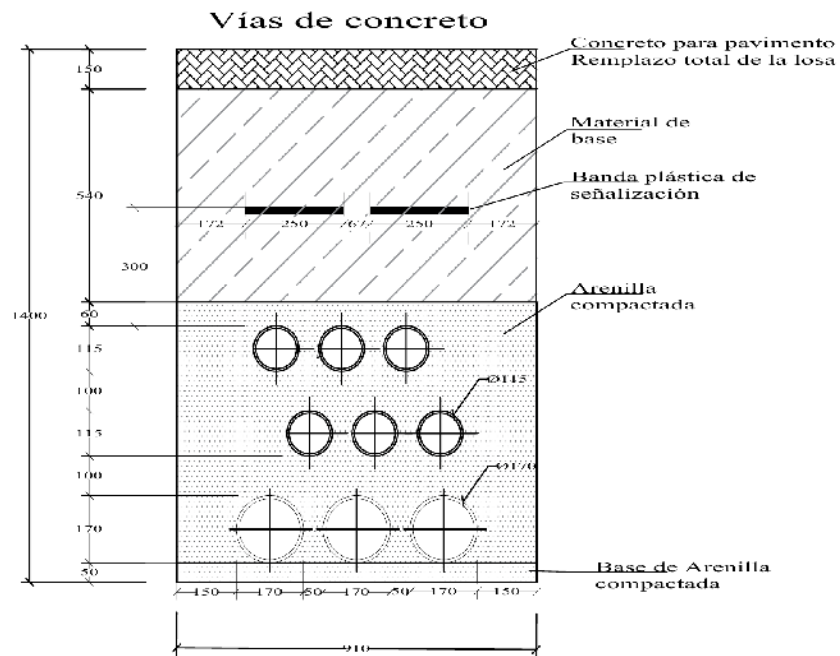 Vías de concreto
Concreto para pavimento
Remplazo total de la losa
150
Material de
base
Banda plástica de
señalización
540
172 250 67 250 172
300
Arenilla
compactada
1400
60
115
100
Ø115
115
100
Ø170
170
50
Base de Arenilla
compactada
150 170 50 170 50 170 150
910